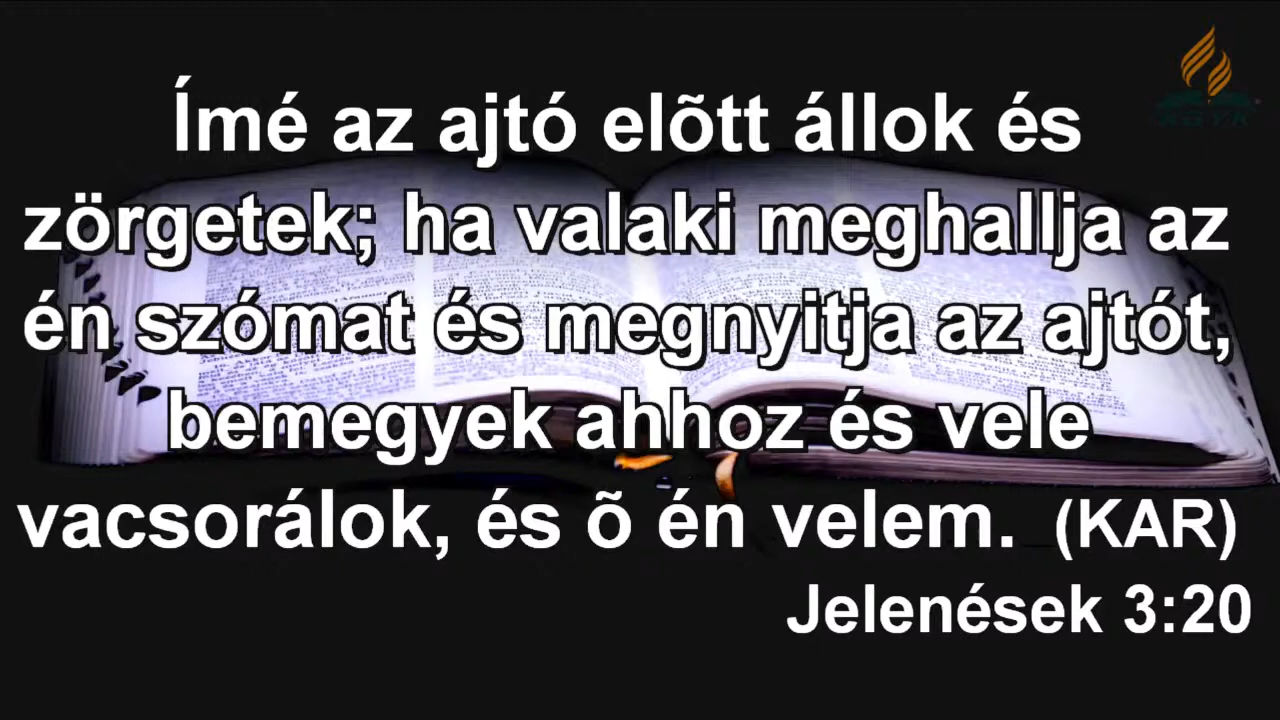 Ímé az ajtó elõtt állok és
zörgetek; ha valaki meghallja az
én szómat és megnyitja az ajtót,
bemegyek ahhoz és vele
vacsorálok, és õ én velem. (KAR)
Jelenések 3:20